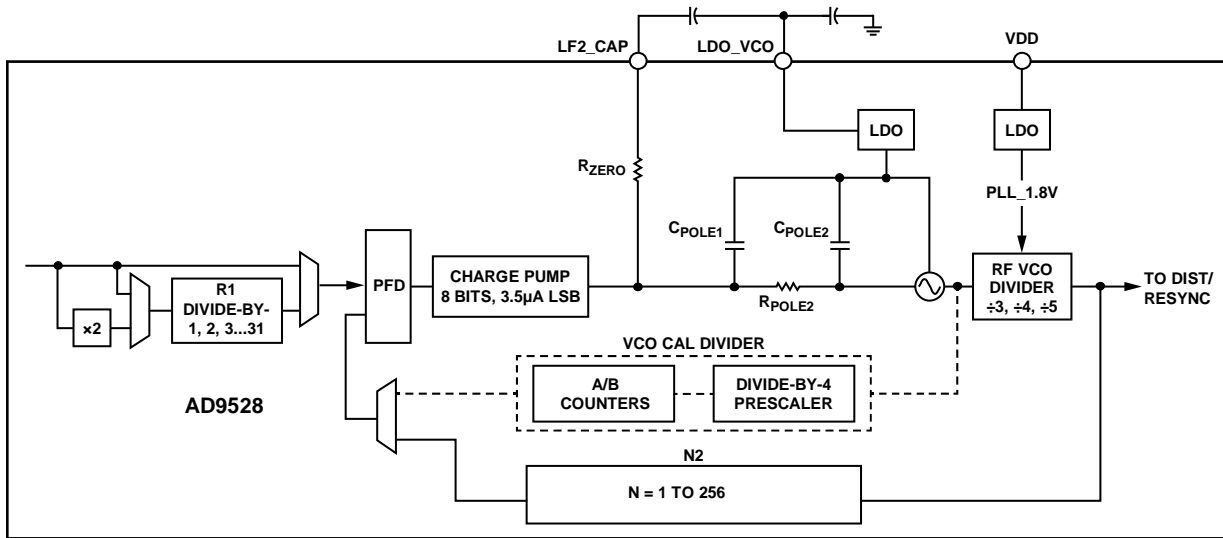 LF2_CAP
LDO_VCO
VDD
LDO
LDO
RZERO
PLL_1.8V
CPOLE1
CPOLE2
PFD
CHARGE PUMP
8 BITS, 3.5µA LSB
RF VCO
DIVIDER
÷3, ÷4, ÷5
TO DIST/
RESYNC
R1
DIVIDE-BY-
1, 2, 3...31
×2
RPOLE2
VCO CAL DIVIDER
A/B
COUNTERS
DIVIDE-BY-4
PRESCALER
AD9528
N2
N = 1 TO 256